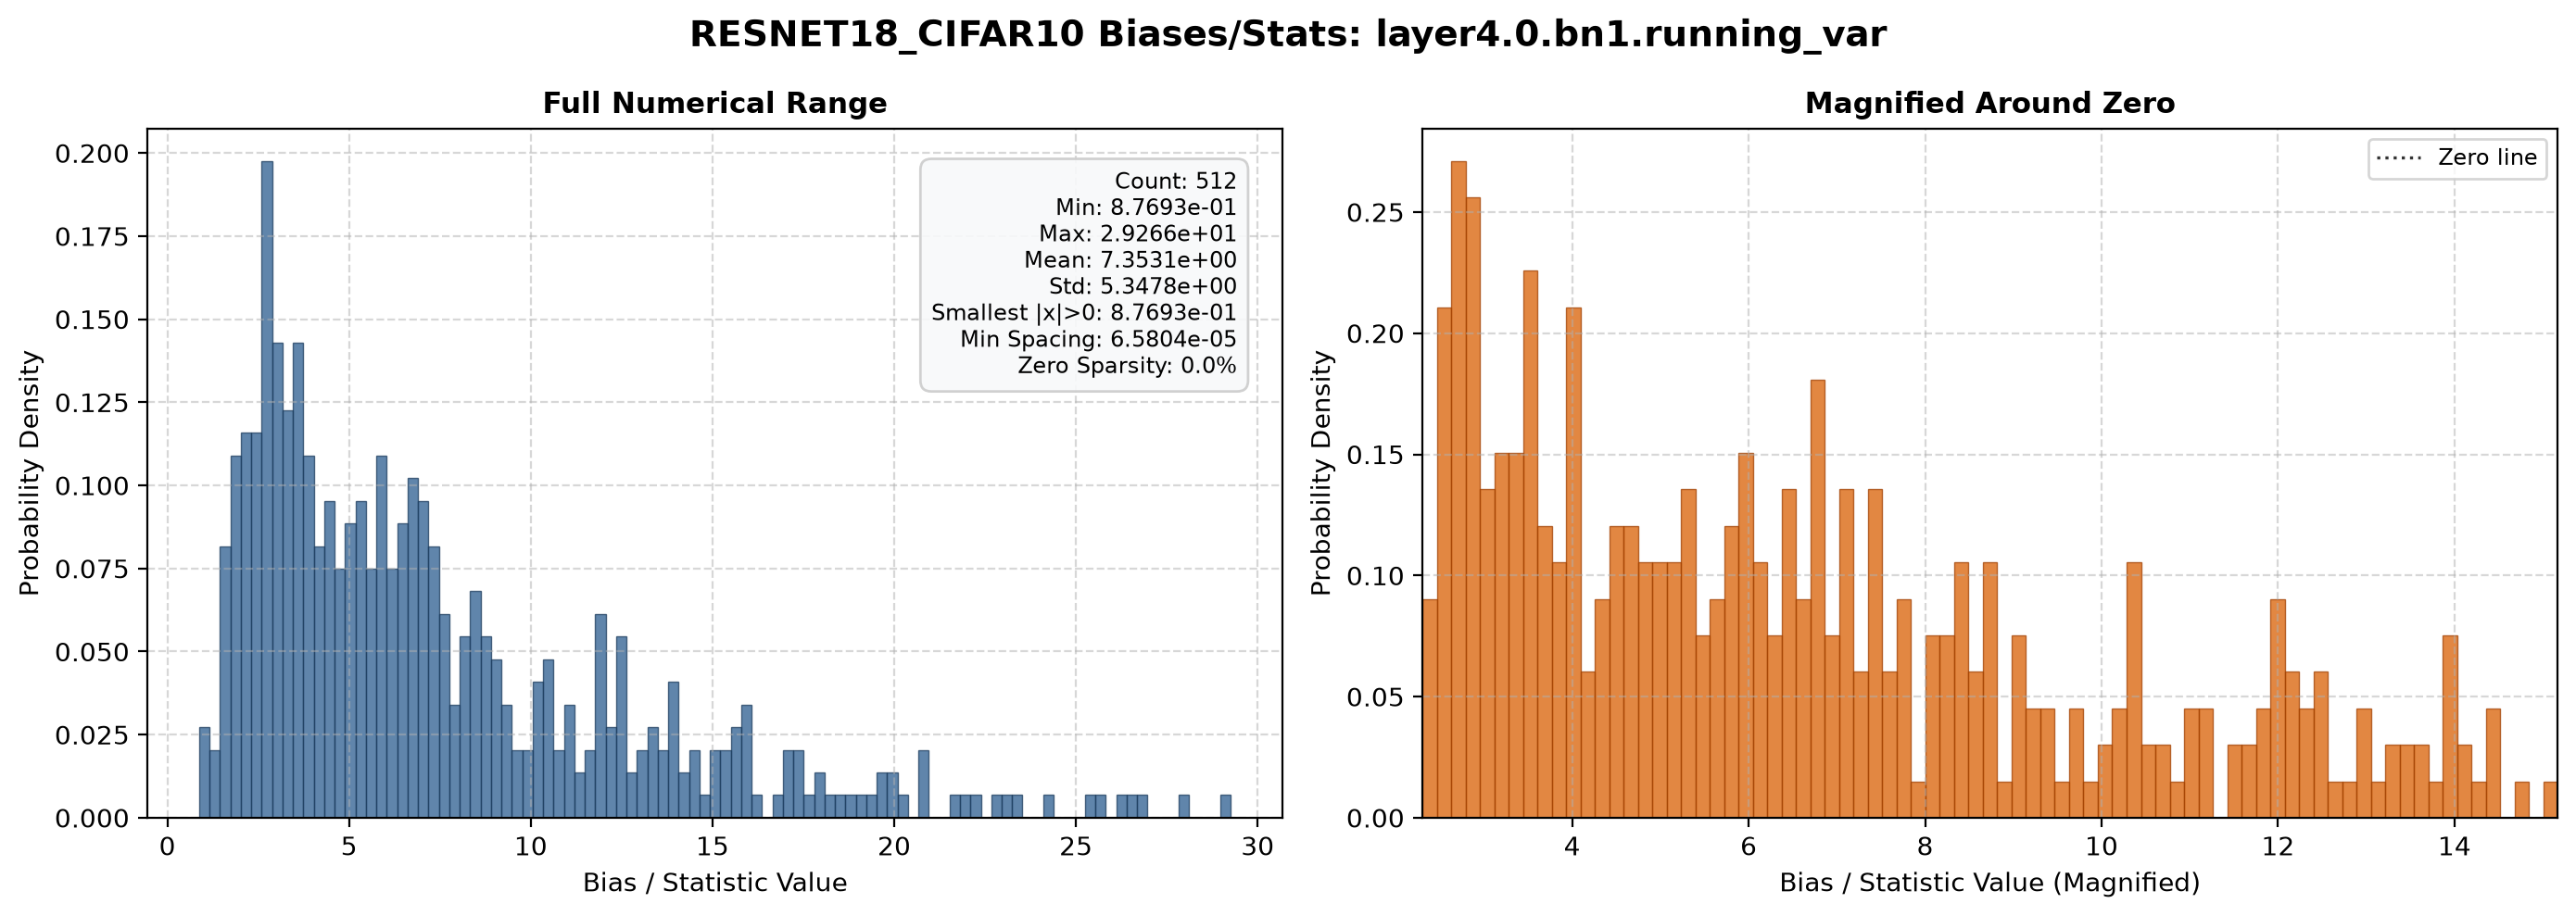 RESNET18_CIFAR10 Biases/Stats: layer4.0.bn1.running_var
Full Numerical Range
Probability Density
0.200
0.175
0.150
0.125
0.100
0.075
0.050
0.025
0.000
Count: 512
Min: 8.7693e-01
Max: 2.9266e+01
Mean: 7.3531e+00
Std: 5.3478e+00
Smallest |x|>0: 8.7693e-01
Min Spacing: 6.5804e-05
Zero Sparsity: 0.0%
0 5 10 15 20 25 30
Bias / Statistic Value
Magnified Around Zero
Probability Density
0.25
0.20
0.15
0.10
0.05
0.00
Zero line
4 6 8 10 12 14
Bias / Statistic Value (Magnified)